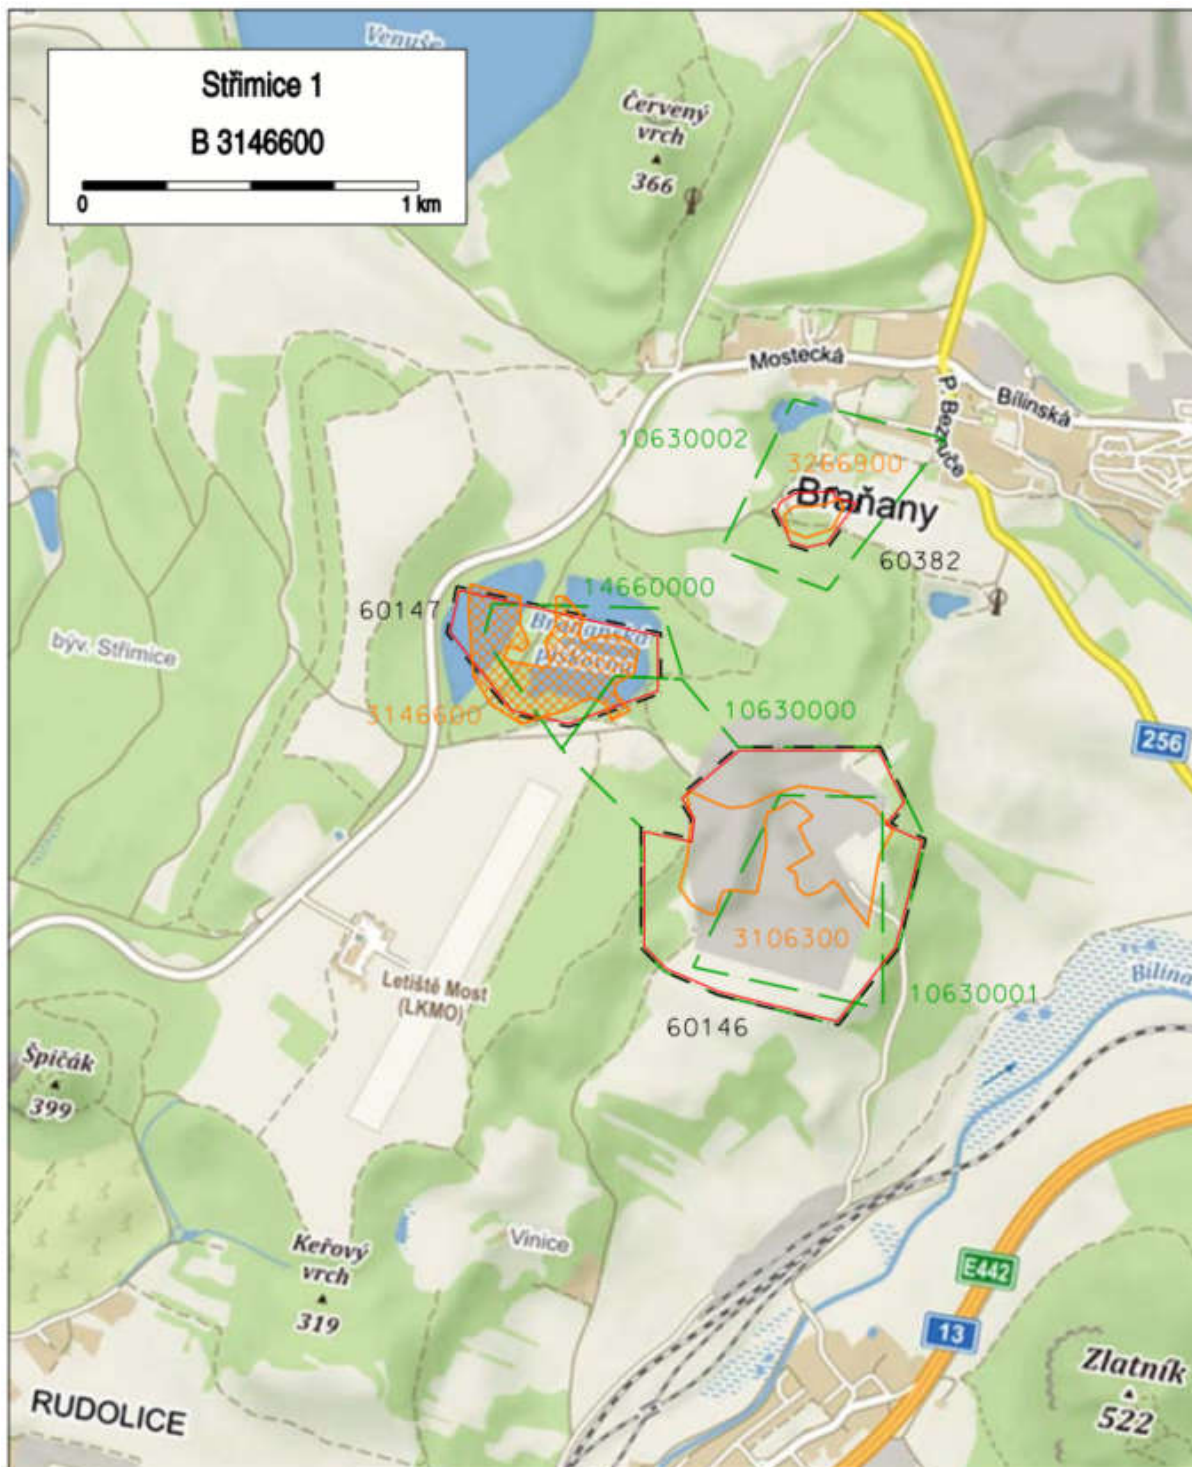 Venuše
Střimice 1
B 3146600
0
1 km
Červený
vrch
366
Mostecká
Bílinská
P. Bezruče
10630002
3266900
Braňany
60382
14660000
60147
Braňanská
pískovna
býv. Střimice
3146600
10630000
256
3106300
Letiště Most
(LKMO)
10630001
60146
Bílina
Špičák
399
Vinice
Keřový
vrch
319
E442
13
Zlatník
522
RUDOLICE